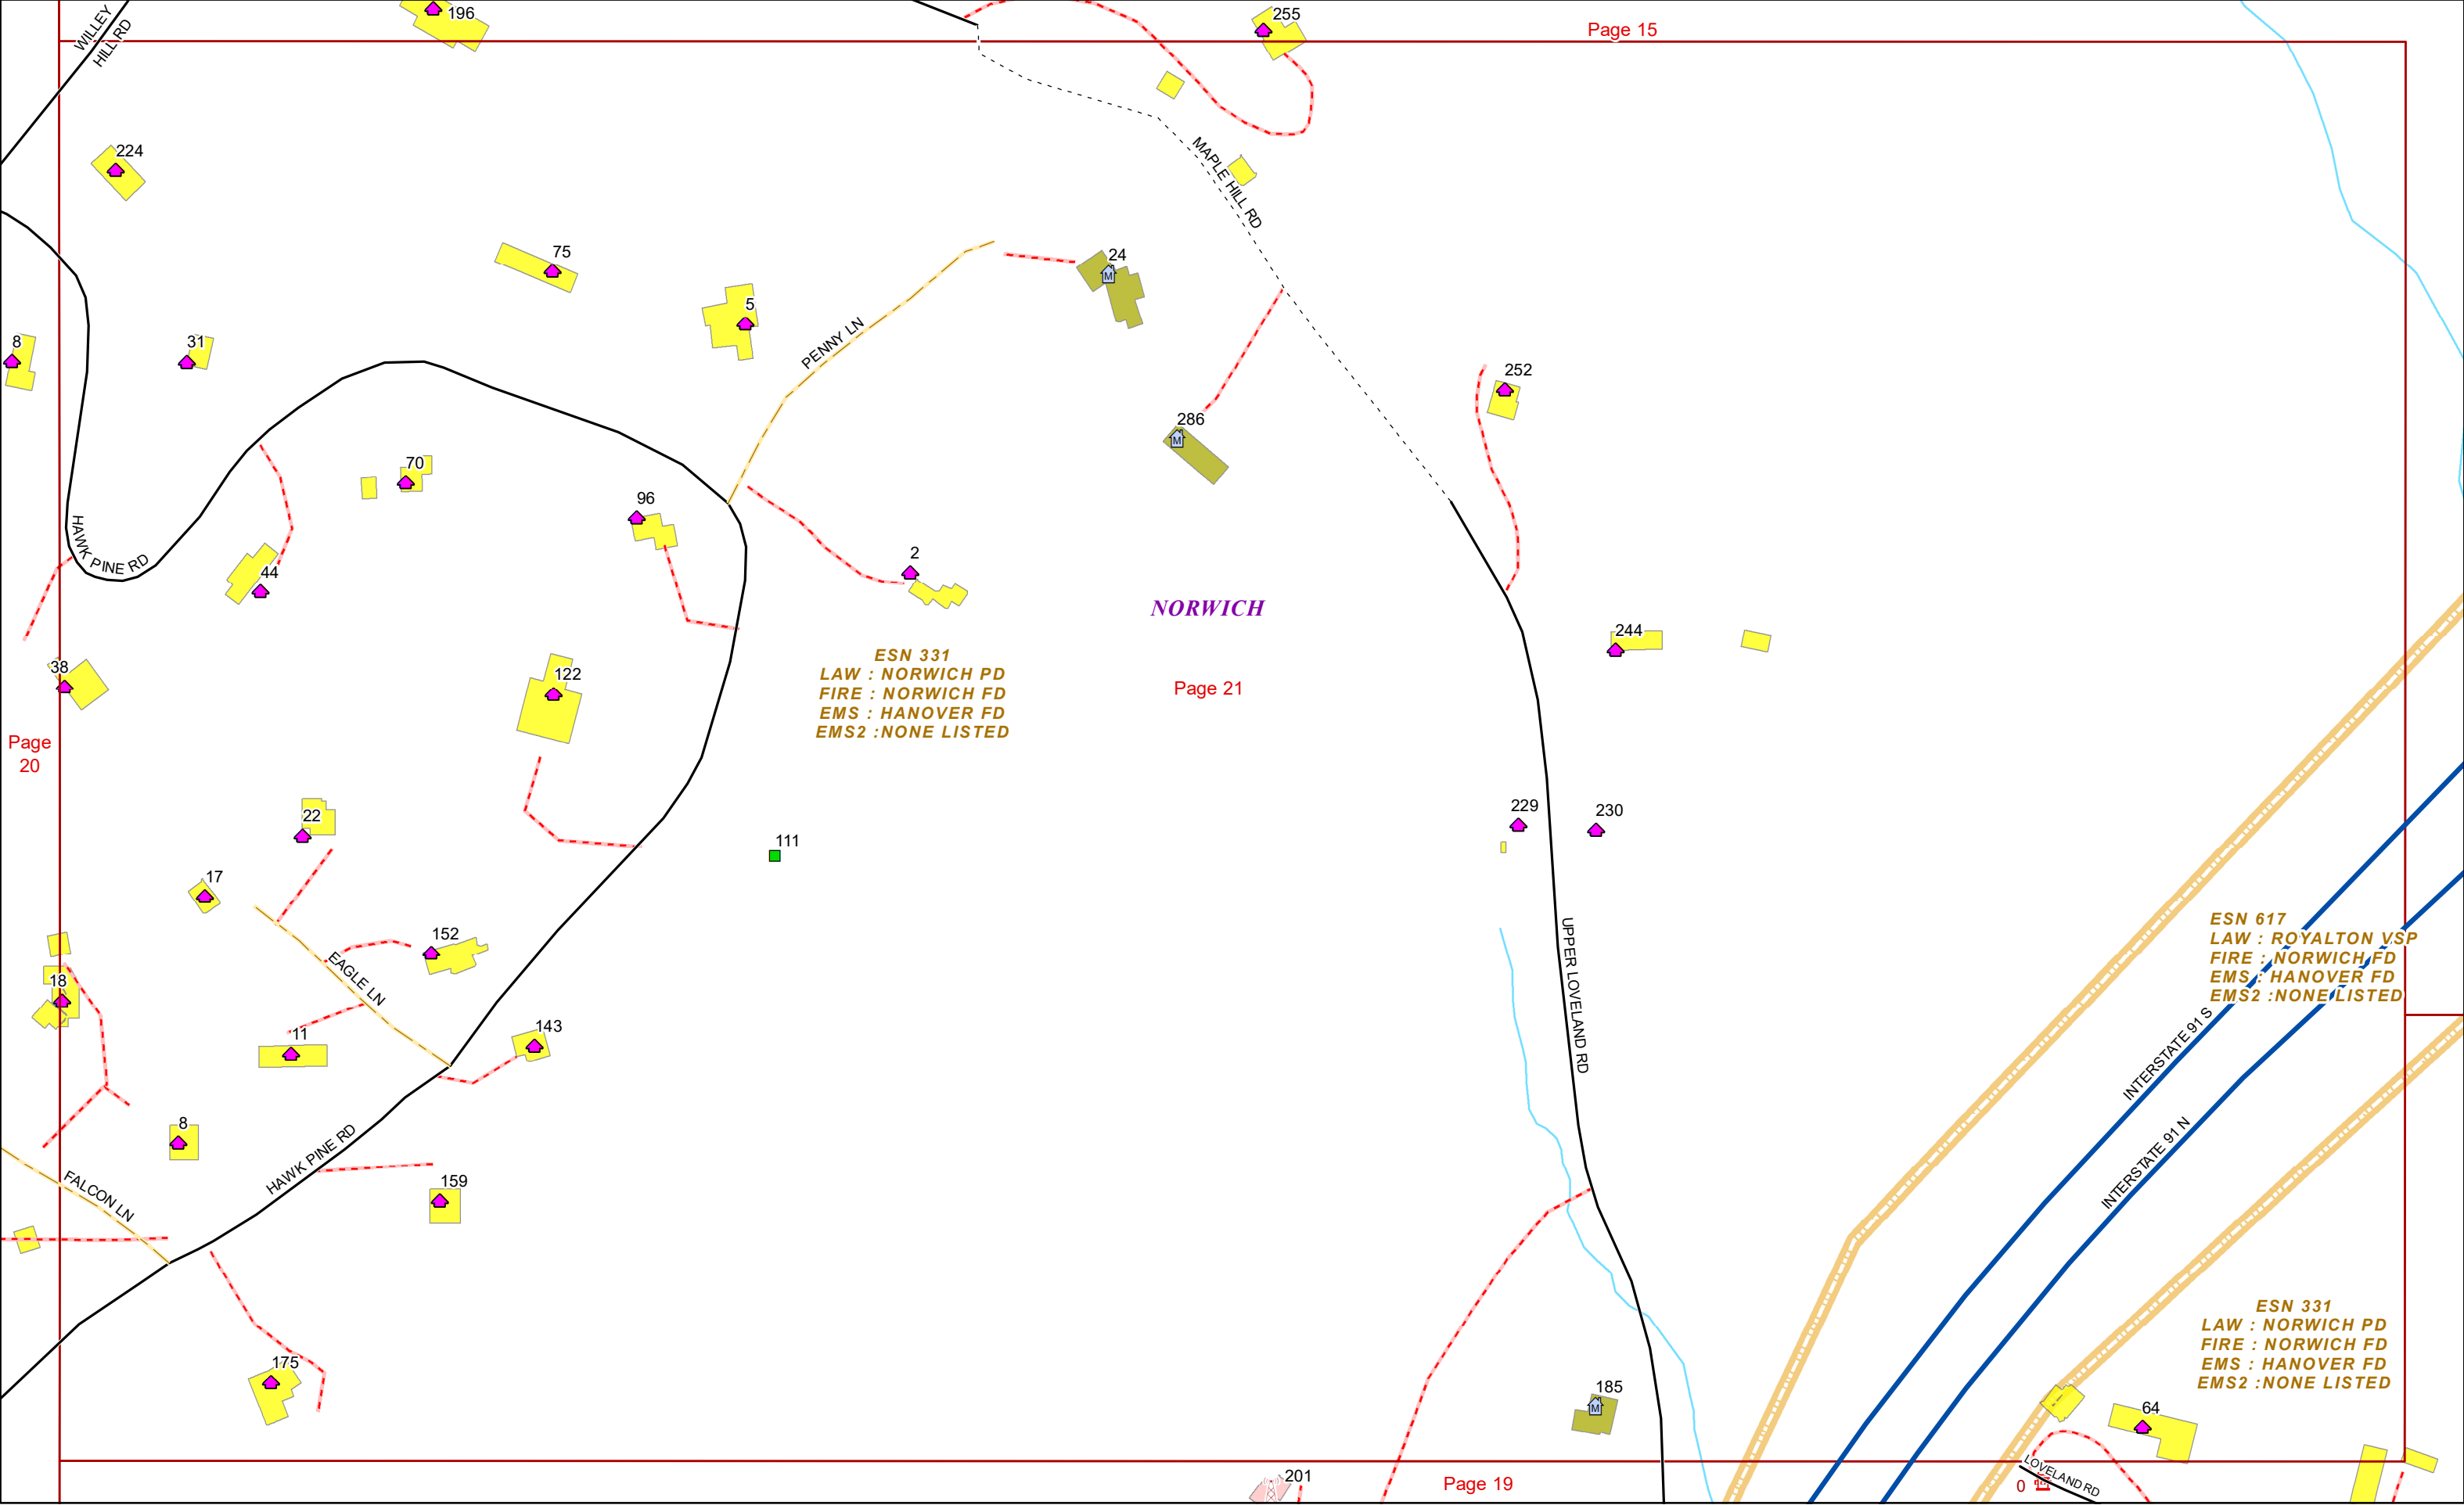 WILLEY
HILL RD
196
255
Page 15
224
MAPLE HILL RD
75
24
M
5
PENNY LN
8
31
252
286
M
70
96
HAWK PINE RD
44
2
NORWICH
244
ESN 331
LAW : NORWICH PD
FIRE : NORWICH FD
EMS : HANOVER FD
EMS2 :NONE LISTED
38
122
Page 21
Page
20
22
229
230
111
17
152
ESN 617
LAW : ROYALTON VSP
FIRE : NORWICH FD
EMS : HANOVER FD
EMS2 :NONE LISTED
UPPER LOVELAND RD
EAGLE LN
18
11
143
INTERSTATE 91 S
8
HAWK PINE RD
INTERSTATE 91 N
FALCON LN
159
ESN 331
LAW : NORWICH PD
FIRE : NORWICH FD
EMS : HANOVER FD
EMS2 :NONE LISTED
175
185
M
64
201
Page 19
0
LOVELAND RD